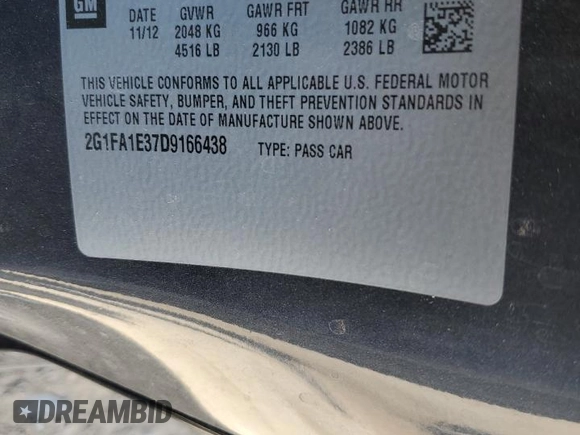 GM
DATE GVWR GAWR FRT GAWR RR
11/12 2048 KG 966 KG 1082 KG
4516 LB 2130 LB 2386 LB
THIS VEHICLE CONFORMS TO ALL APPLICABLE U.S. FEDERAL MOTOR
VEHICLE SAFETY, BUMPER, AND THEFT PREVENTION STANDARDS IN
EFFECT ON THE DATE OF MANUFACTURE SHOWN ABOVE.
2G1FA1E37D9166438 TYPE: PASS CAR
DREAMBID